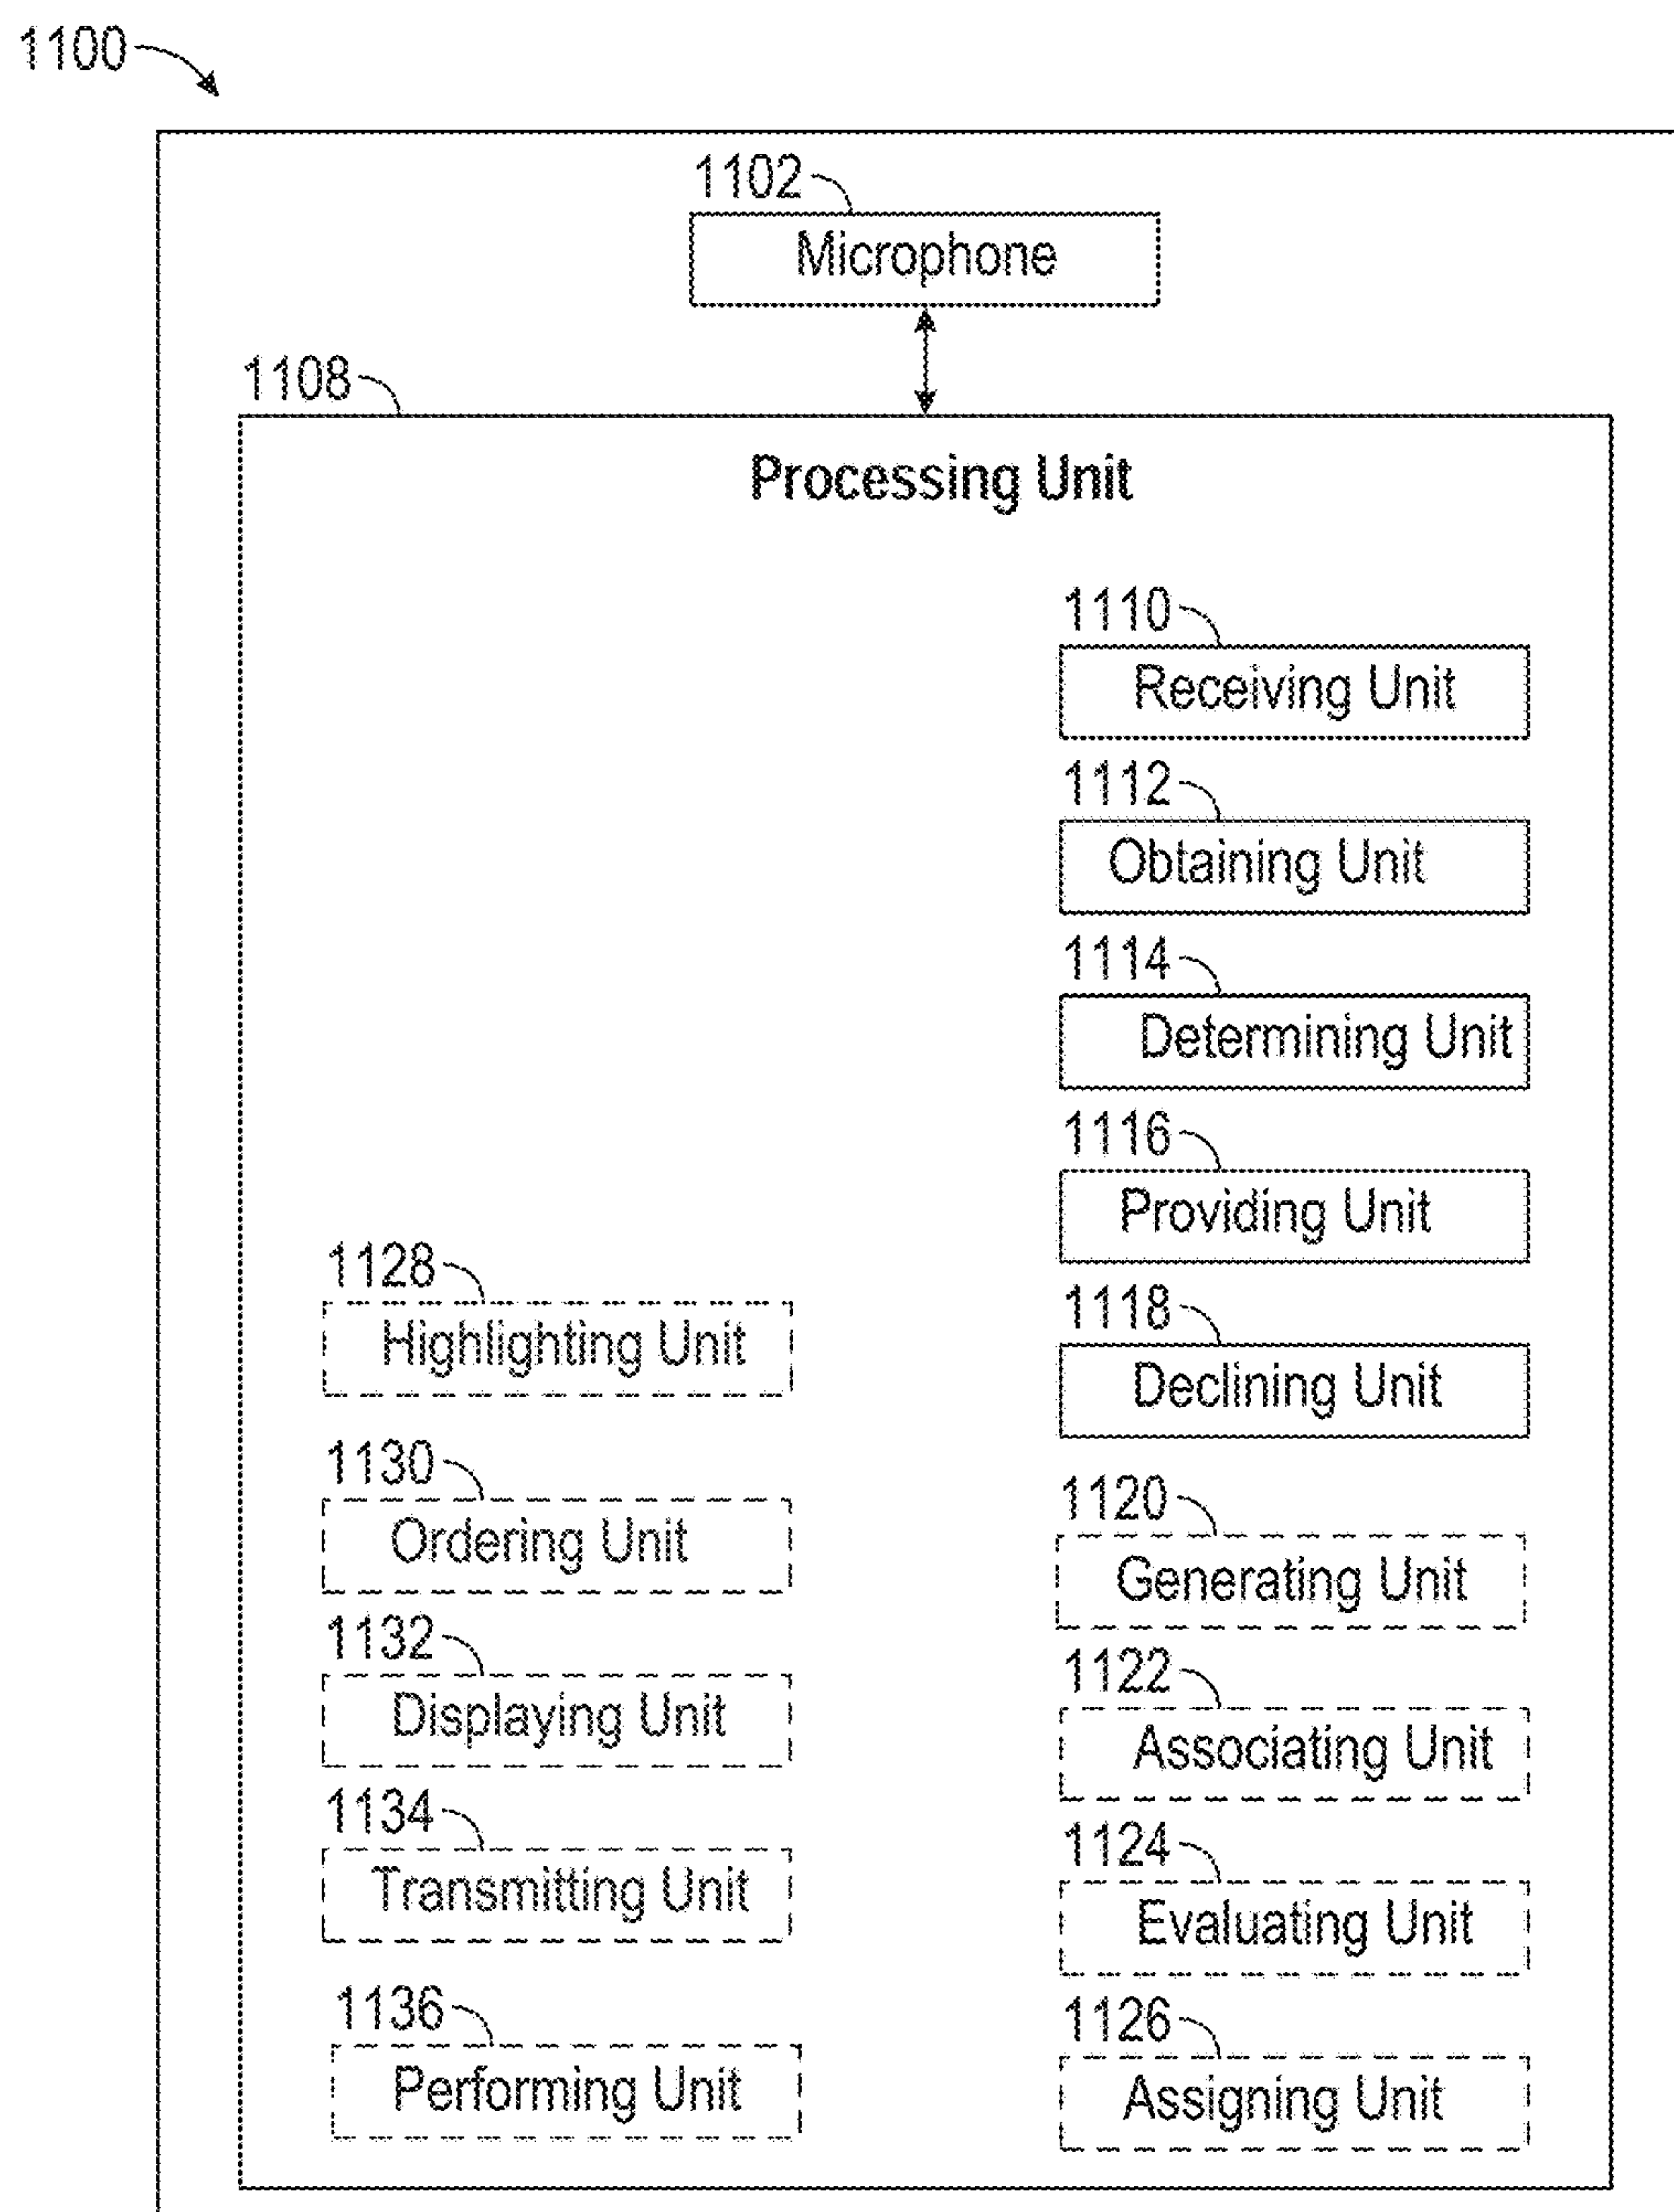 1100
1102
Microphone
1108
Processing Unit
1110
Receiving Unit
1112
Obtaining Unit
1114
Determining Unit
1116
Providing Unit
1128
Highlighting Unit
1118
Declining Unit
1130
Ordering Unit
1120
Generating Unit
1132
Displaying Unit
1122
Associating Unit
1134
Transmitting Unit
1124
Evaluating Unit
1136
Performing Unit
1126
Assigning Unit